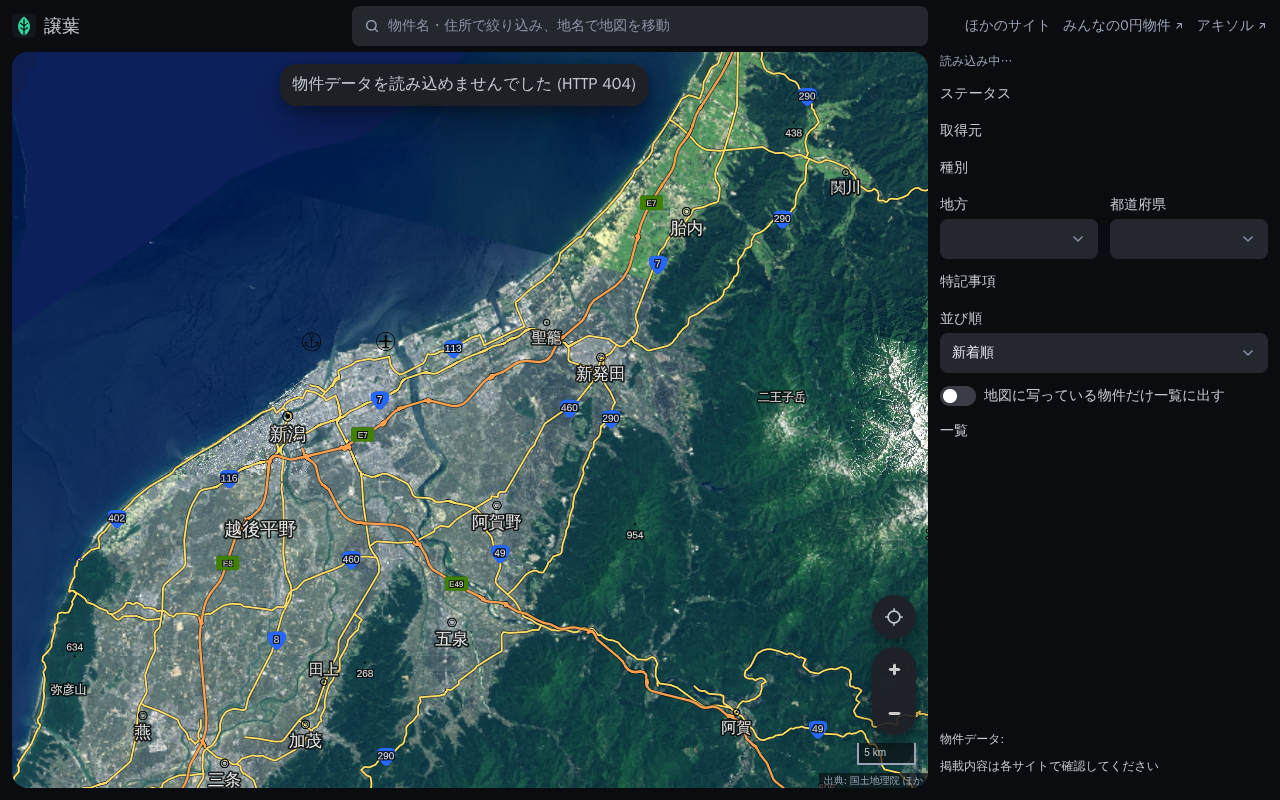 譲葉
物件名・住所で絞り込み、地名で地図を移動
ほかのサイト
みんなの0円物件
アキソル
物件データを読み込めませんでした (HTTP 404)
読み込み中…
ステータス
取得元
種別
地方
都道府県
特記事項
並び順
新着順
地図に写っている物件だけ一覧に出す
一覧
物件データ:
掲載内容は各サイトで確認してください
290
438
関川
E7
胎内
290
7
聖籠
113
新発田
7
二王子岳
460
290
新潟
E7
116
402
阿賀野
越後平野
954
49
460
E8
E49
8
五泉
634
田上
268
弥彦山
燕
加茂
阿賀
49
290
三条
5 km
出典: 国土地理院 ほか